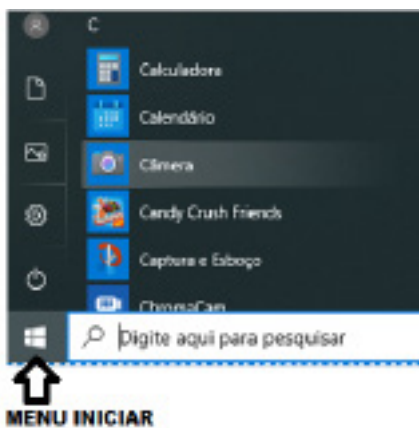 C
Calculadora
Calendário
Câmera
Candy Crush Friends
Captura e Esboço
ChromaCam
Digite aqui para pesquisar
MENU INICIAR